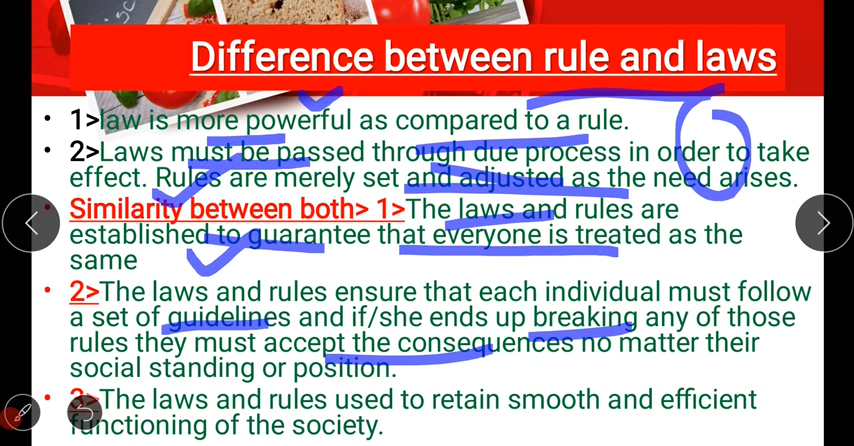 isc
Difference between rule and laws
• 1>law is more powerful as compared to a rule.
• 2>Laws must be passed through due process in order to take
effect. Rules are merely set and adjusted as the need arises.
• Similarity between both> 1>The laws and rules are
established to guarantee that everyone is treated as the
same
• 2>The laws and rules ensure that each individual must follow
a set of guidelines and if/she ends up breaking any of those
rules they must accept the consequences no matter their
social standing or position.
• 3>The laws and rules used to retain smooth and efficient
functioning of the society.